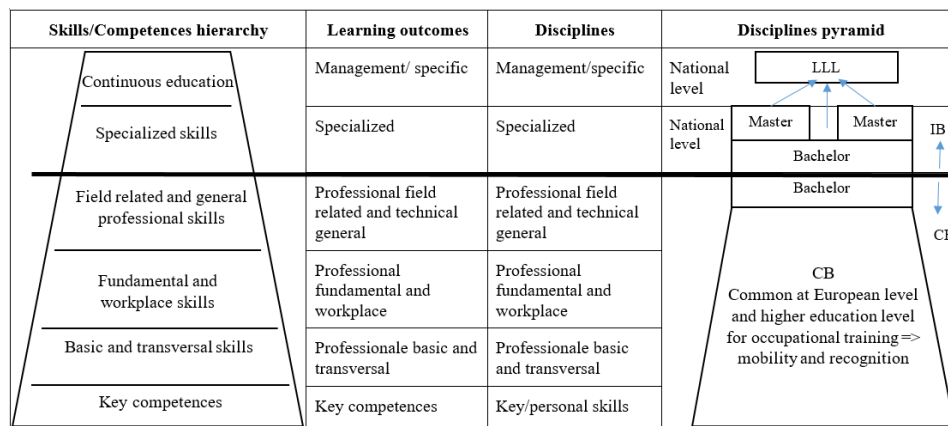 Skills/Competences hierarchy
Learning outcomes
Disciplines
Disciplines pyramid
Continuous education
Management/ specific
Management/specific
National
level
LLL
Specialized skills
Specialized
Specialized
National
level
Master
Master
IB
Bachelor
Field related and general
professional skills
Professional field
related and technical
general
Professional field
related and technical
general
Bachelor
Fundamental and
workplace skills
Professional
fundamental and
workplace
Professional
fundamental and
workplace
CB
Common at European level
and higher education level
for occupational training =>
mobility and recognition
Basic and transversal skills
Professionale basic and
transversal
Professionale basic
and transversal
Key competences
Key competences
Key/personal skills